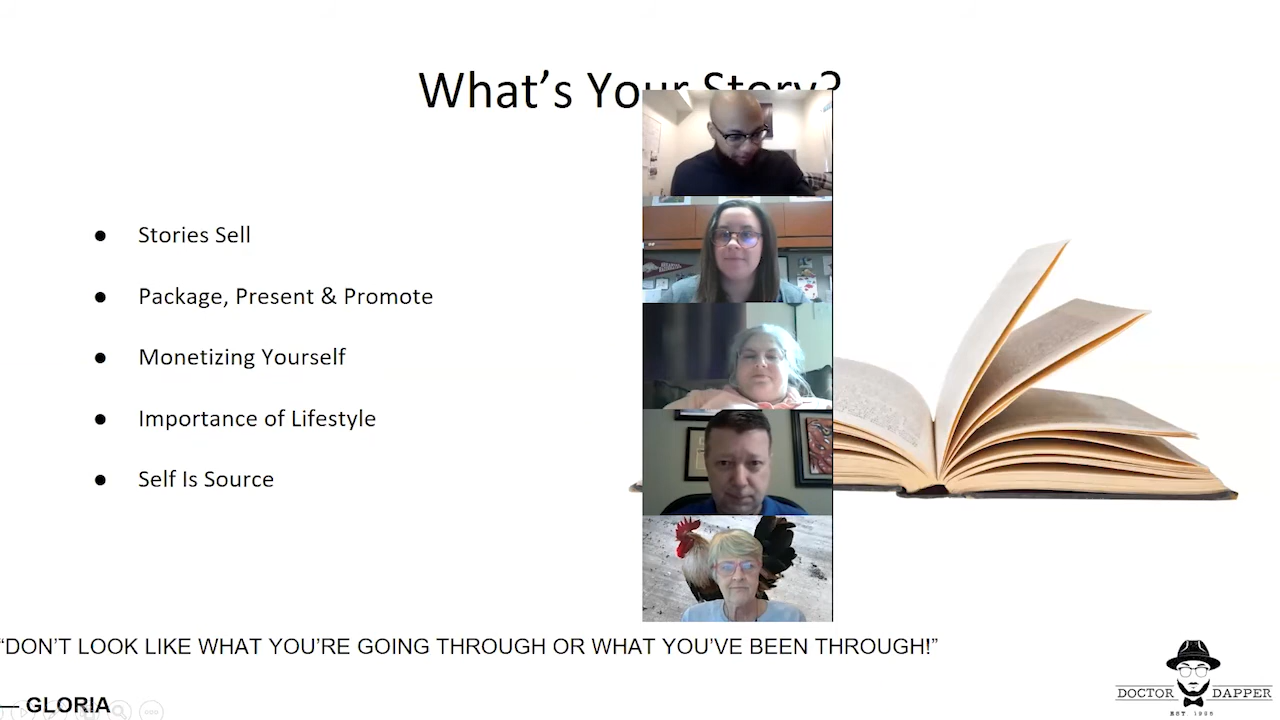 What's Your Story?
● Stories Sell
● Package, Present & Promote
● Monetizing Yourself
● Importance of Lifestyle
● Self Is Source
“DON'T LOOK LIKE WHAT YOU'RE GOING THROUGH OR WHAT YOU'VE BEEN THROUGH!”
— GLORIA
DOCTOR DAPPER
EST. 1995